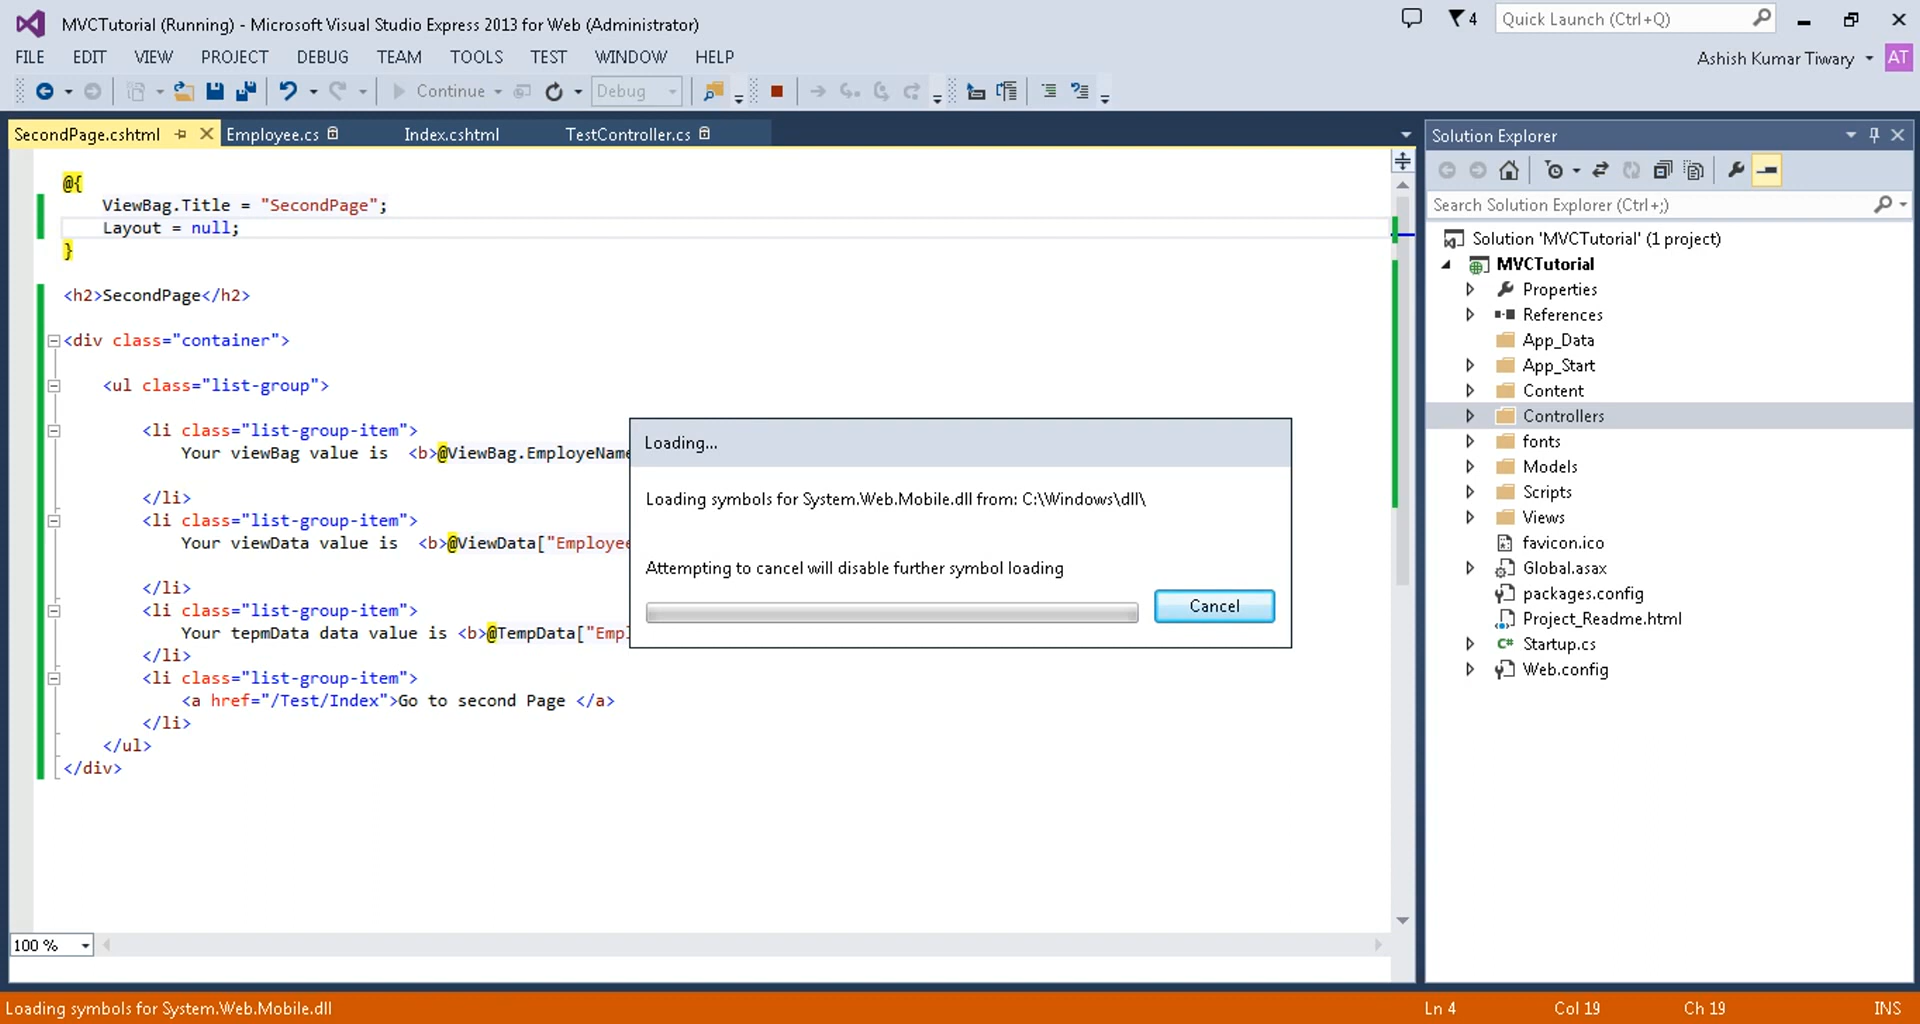 MVCTutorial (Running) - Microsoft Visual Studio Express 2013 for Web (Administrator)
4
Quick Launch (Ctrl+Q)
FILE EDIT VIEW PROJECT DEBUG TEAM TOOLS TEST WINDOW HELP
Ashish Kumar Tiwary
AT
Continue
Debug
SecondPage.cshtml
Employee.cs
Index.cshtml
TestController.cs
@{
ViewBag.Title = "SecondPage";
Layout = null;
}
<h2>SecondPage</h2>
<div class="container">
<ul class="list-group">
<li class="list-group-item">
Your viewBag value is <b>@ViewBag.EmployeName
</li>
<li class="list-group-item">
Your viewData value is <b>@ViewData["Employee
</li>
<li class="list-group-item">
Your tepmData data value is <b>@TempData["Empl
</li>
<li class="list-group-item">
<a href="/Test/Index">Go to second Page </a>
</li>
</ul>
</div>
Loading...
Loading symbols for System.Web.Mobile.dll from: C:\Windows\dll\
Attempting to cancel will disable further symbol loading
Cancel
100 %
Solution Explorer
Search Solution Explorer (Ctrl+;)
Solution 'MVCTutorial' (1 project)
MVCTutorial
Properties
References
App_Data
App_Start
Content
Controllers
fonts
Models
Scripts
Views
favicon.ico
Global.asax
packages.config
Project_Readme.html
C# Startup.cs
Web.config
Loading symbols for System.Web.Mobile.dll
Ln 4
Col 19
Ch 19
INS